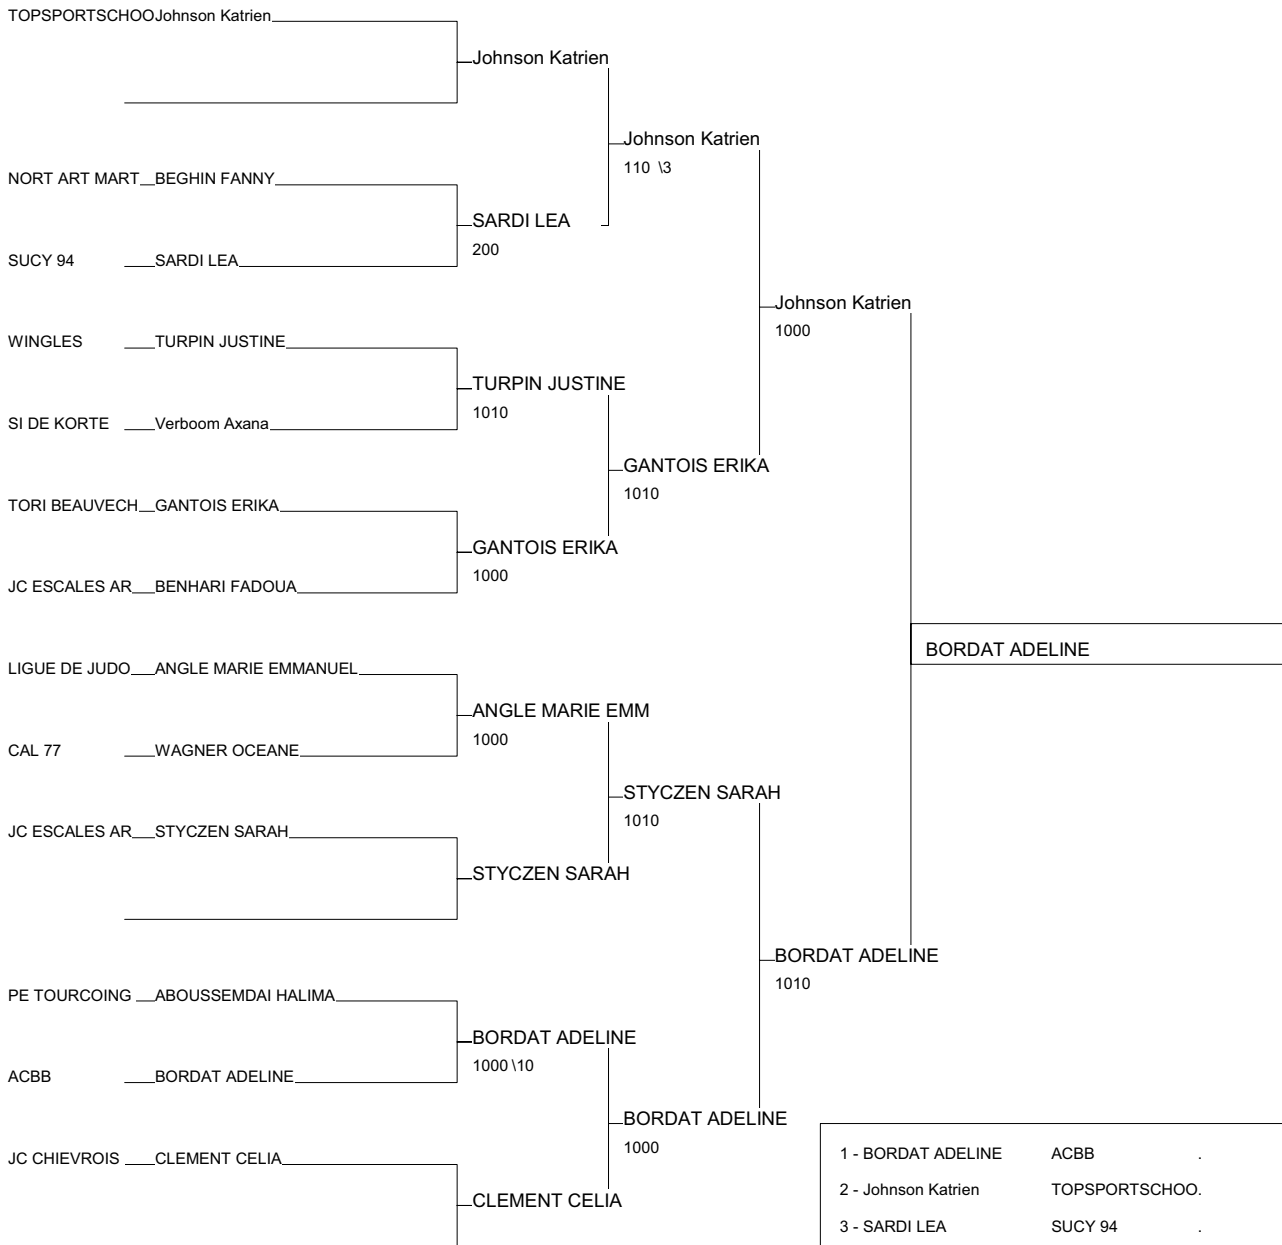 TOPSPORTSCHOO Johnson Katrien
Johnson Katrien
Johnson Katrien
110 \3
NORT ART MART BEGHIN FANNY
SARDI LEA
200
SUCY 94 SARDI LEA
Johnson Katrien
1000
WINGLES TURPIN JUSTINE
TURPIN JUSTINE
1010
SI DE KORTE Verboom Axana
GANTOIS ERIKA
1010
TORI BEAUVECH GANTOIS ERIKA
GANTOIS ERIKA
1000
JC ESCALES AR BENHARI FADOUA
BORDAT ADELINE
LIGUE DE JUDO ANGLE MARIE EMMANUEL
ANGLE MARIE EMM
1000
CAL 77 WAGNER OCEANE
STYCZEN SARAH
1010
JC ESCALES AR STYCZEN SARAH
STYCZEN SARAH
BORDAT ADELINE
1010
PE TOURCOING ABOUSSEMDAI HALIMA
BORDAT ADELINE
1000 \10
ACBB BORDAT ADELINE
BORDAT ADELINE
1000
JC CHIEVROIS CLEMENT CELIA
CLEMENT CELIA
1 - BORDAT ADELINE ACBB .
2 - Johnson Katrien TOPSPORTSCHOO.
3 - SARDI LEA SUCY 94 .